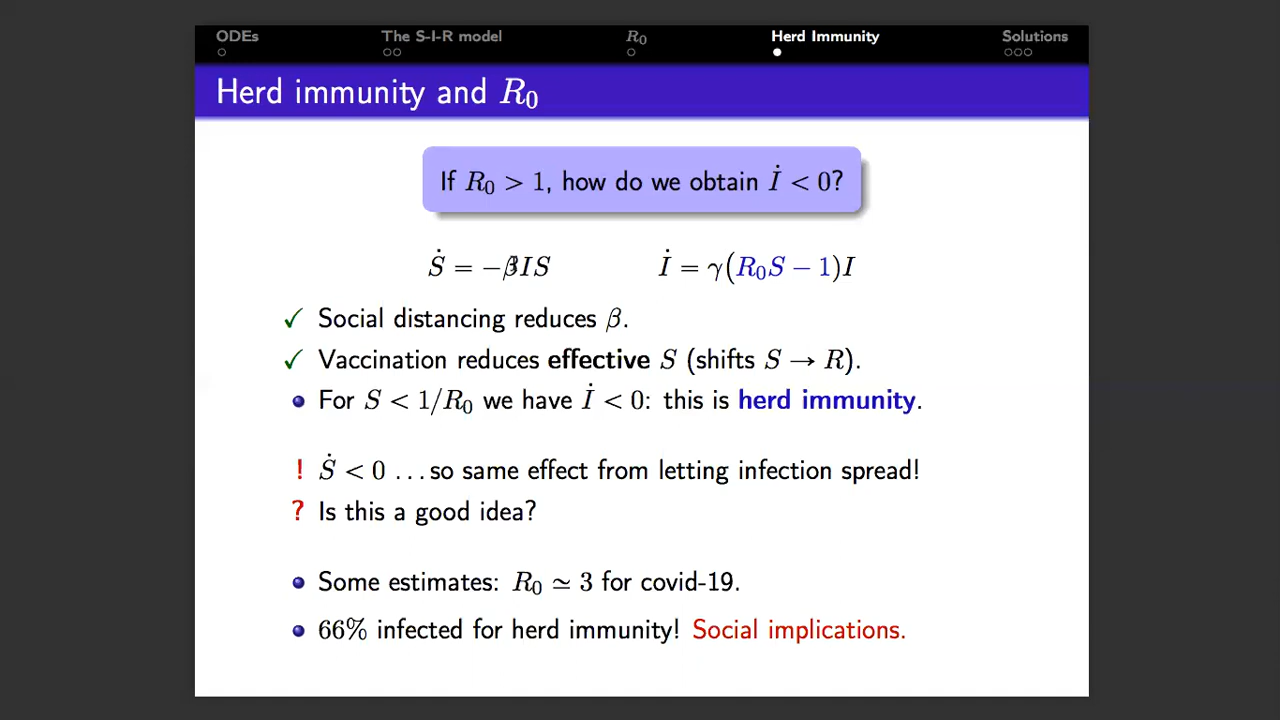 ODEs The S-I-R model R₀ Herd Immunity Solutions
Herd immunity and R₀
If R₀ > 1, how do we obtain İ < 0?
Ṡ = −βIS İ = γ(R₀S − 1)I
✓ Social distancing reduces β.
✓ Vaccination reduces effective S (shifts S → R).
• For S < 1/R₀ we have İ < 0: this is herd immunity.
! Ṡ < 0 ...so same effect from letting infection spread!
? Is this a good idea?
• Some estimates: R₀ ≃ 3 for covid-19.
• 66% infected for herd immunity! Social implications.